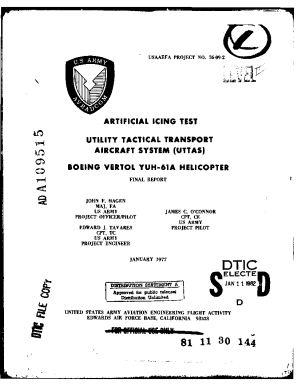 USAAEFA PROJECT NO. 76-09-2
US ARMY
AVRADCOM
LEVEL
ARTIFICIAL ICING TEST
UTILITY TACTICAL TRANSPORT
AIRCRAFT SYSTEM (UTTAS)
BOEING VERTOL YUH-61A HELICOPTER
FINAL REPORT
AD A109515
JOHN F. HAGEN
MAJ, FA
US ARMY
PROJECT OFFICER/PILOT
EDWARD J. TAVARES
CPT, TC
US ARMY
PROJECT ENGINEER
JAMES C. O'CONNOR
CPT, CE
US ARMY
PROJECT PILOT
JANUARY 1977
DTIC
ELECTE
JAN 11 1982
S D
D
DISTRIBUTION STATEMENT A
Approved for public release
Distribution Unlimited
DTIC FILE COPY
UNITED STATES ARMY AVIATION ENGINEERING FLIGHT ACTIVITY
EDWARDS AIR FORCE BASE, CALIFORNIA 93523
FOR OFFICIAL USE ONLY
81 11 30 144